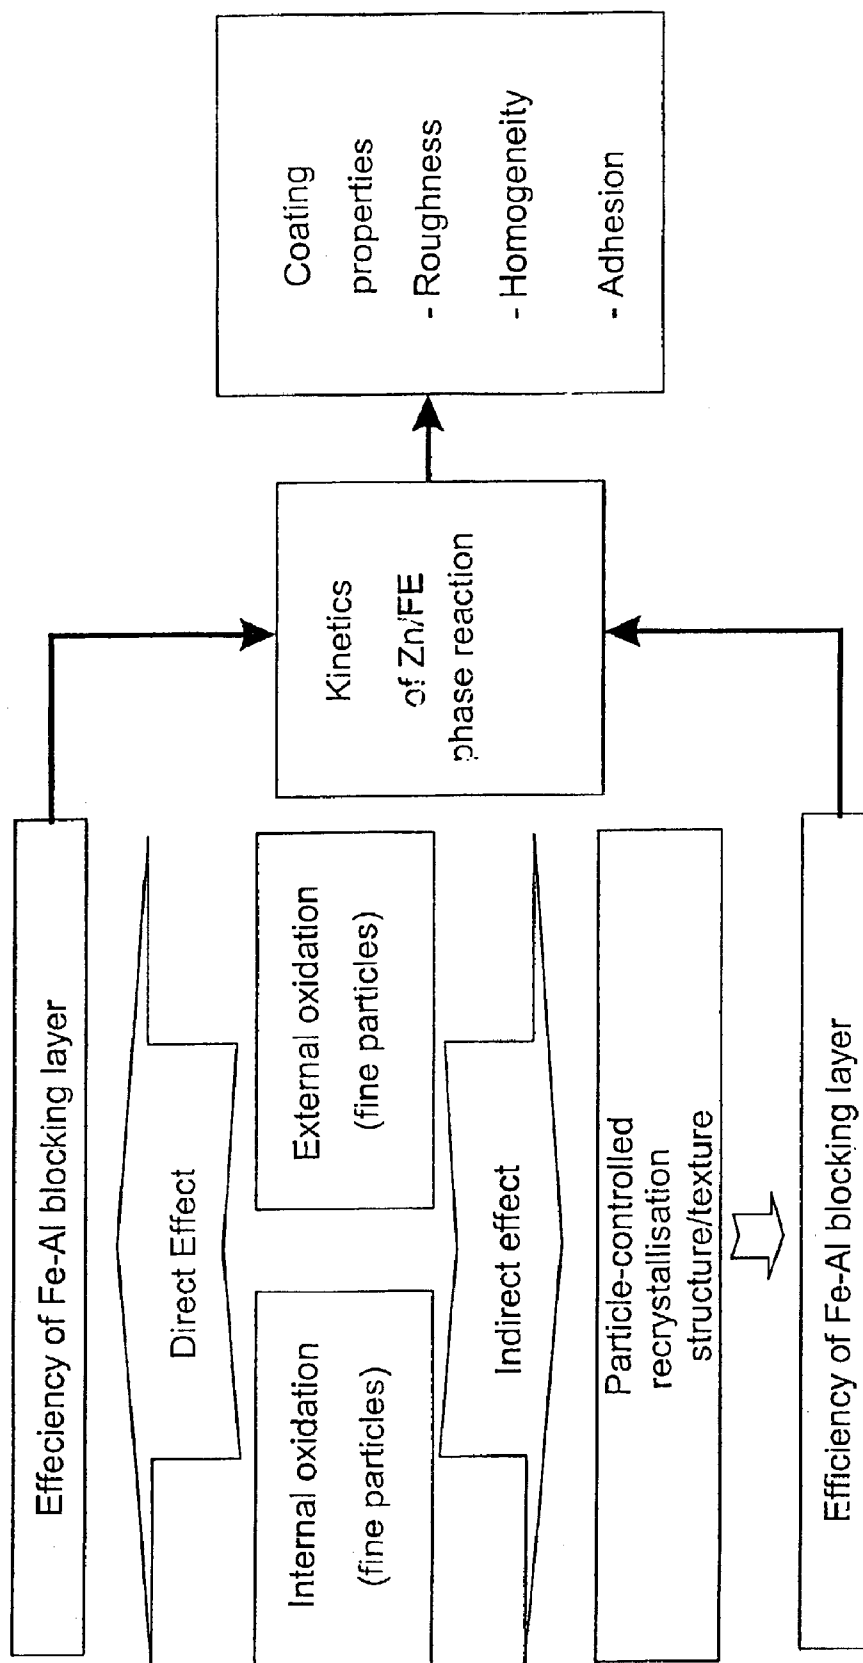 Effeciency of Fe-Al blocking layer
Direct Effect
Internal oxidation
(fine particles)
External oxidation
(fine particles)
Indirect effect
Particle-controlled
recrystallisation
structure/texture
Efficiency of Fe-Al blocking layer
Kinetics
of Zn/FE
phase reaction
Coating
properties
- Roughness
- Homogeneity
- Adhesion